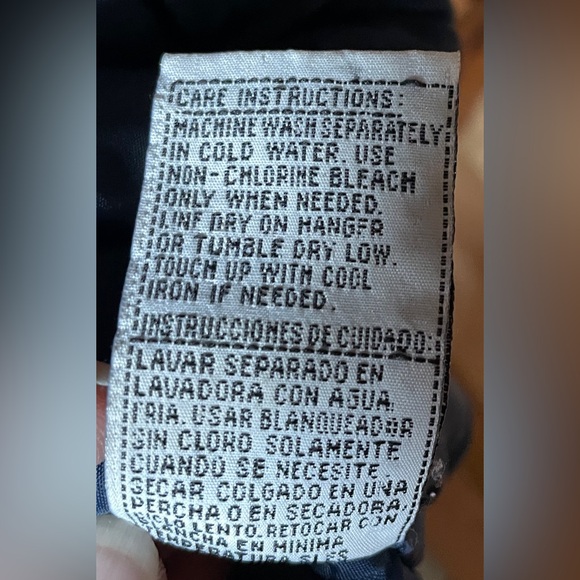 CARE INSTRUCTIONS:
MACHINE WASH SEPARATELY
IN COLD WATER. USE
NON-CHLORINE BLEACH
ONLY WHEN NEEDED.
LINE DRY ON HANGER
OR TUMBLE DRY LOW.
TOUCH UP WITH COOL
IRON IF NEEDED.
INSTRUCCIONES DE CUIDADO:
LAVAR SEPARADO EN
LAVADORA CON AGUA
FRIA. USAR BLANQUEADOR
SIN CLORO SOLAMENTE
CUANDO SE NECESITE.
SECAR COLGADO EN UNA
PERCHA O EN SECADORA.
LENTO. RETOCAR CON
EN MINIMA